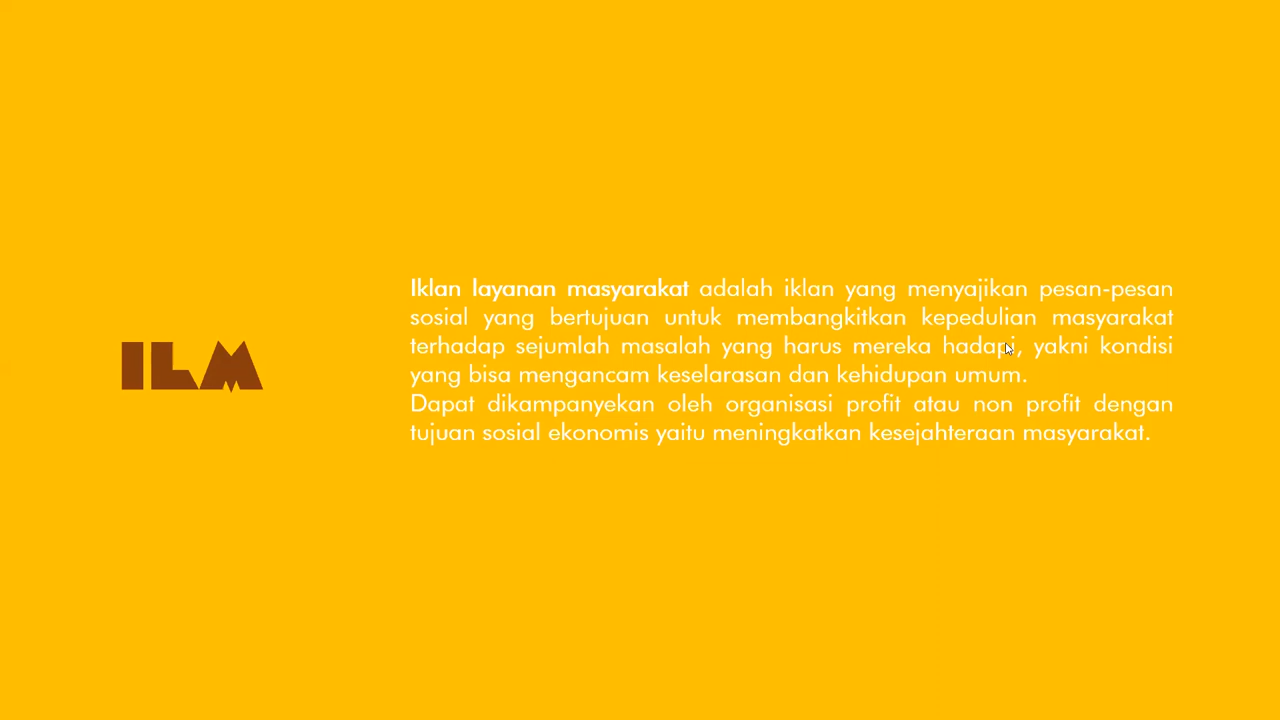 ILM
Iklan layanan masyarakat adalah iklan yang menyajikan pesan-pesan
sosial yang bertujuan untuk membangkitkan kepedulian masyarakat
terhadap sejumlah masalah yang harus mereka hadapi, yakni kondisi
yang bisa mengancam keselarasan dan kehidupan umum.
Dapat dikampanyekan oleh organisasi profit atau non profit dengan
tujuan sosial ekonomis yaitu meningkatkan kesejahteraan masyarakat.